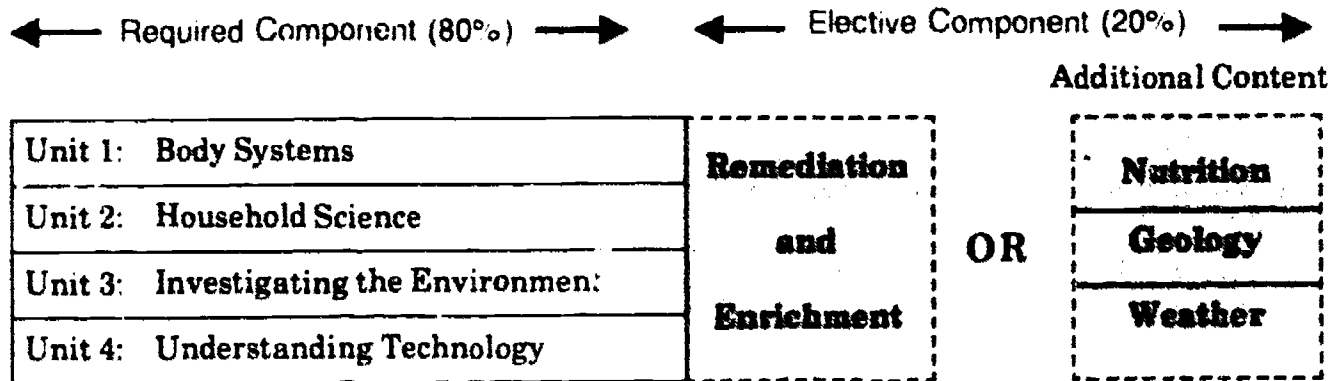 Required Component (80%)
Elective Component (20%)
Additional Content
Unit 1: Body Systems
Unit 2: Household Science
Unit 3: Investigating the Environment
Unit 4: Understanding Technology
Remediation
and
Enrichment
OR
Nutrition
Geology
Weather